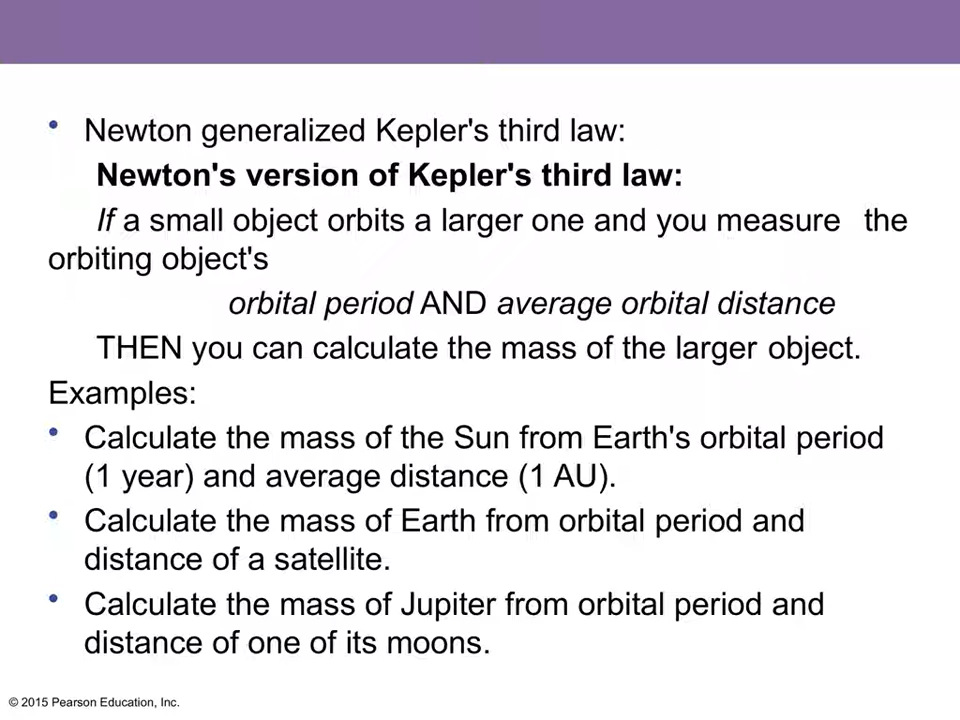 • Newton generalized Kepler's third law:
Newton's version of Kepler's third law:
If a small object orbits a larger one and you measure the
orbiting object's
orbital period AND average orbital distance
THEN you can calculate the mass of the larger object.
Examples:
• Calculate the mass of the Sun from Earth's orbital period
(1 year) and average distance (1 AU).
• Calculate the mass of Earth from orbital period and
distance of a satellite.
• Calculate the mass of Jupiter from orbital period and
distance of one of its moons.
© 2015 Pearson Education, Inc.